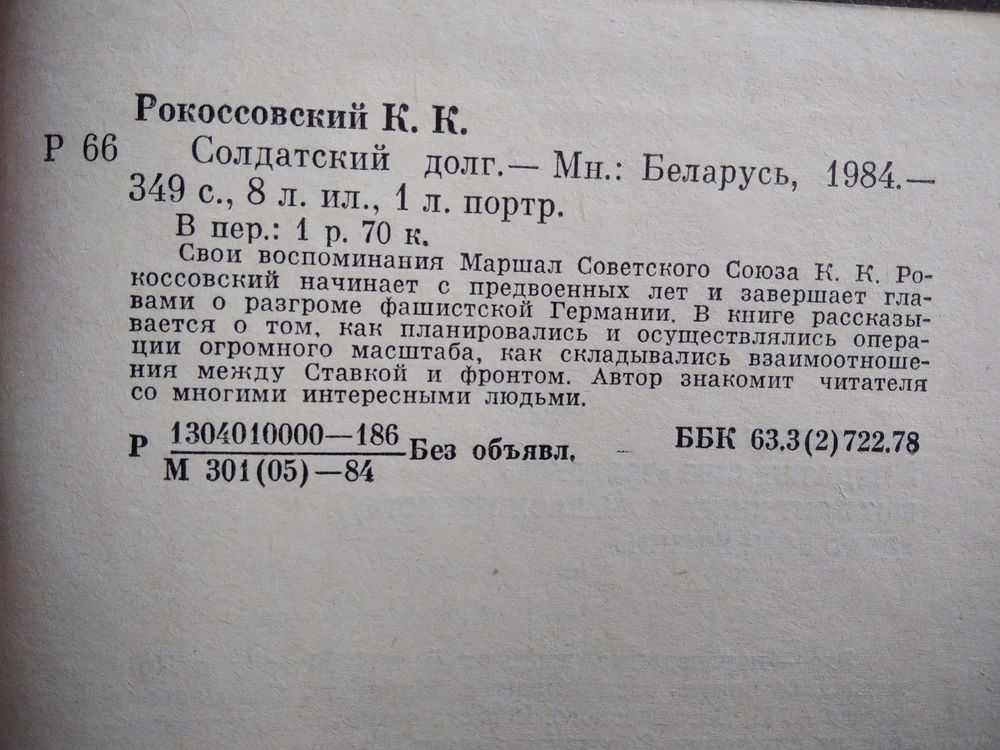 Рокоссовский К. К.
Р 66 Солдатский долг.— Мн.: Беларусь, 1984.—
349 с., 8 л. ил., 1 л. портр.
В пер.: 1 р. 70 к.
Свои воспоминания Маршал Советского Союза К. К. Ро-
коссовский начинает с предвоенных лет и завершает гла-
вами о разгроме фашистской Германии. В книге рассказы-
вается о том, как планировались и осуществлялись опера-
ции огромного масштаба, как складывались взаимоотноше-
ния между Ставкой и фронтом. Автор знакомит читателя
со многими интересными людьми.
Р 1304010000—186 Без объявл. ББК 63.3(2)722.78
М 301(05)—84